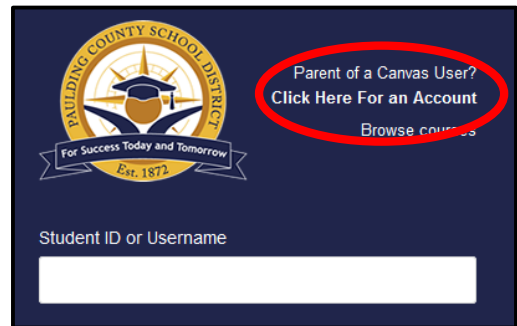 PAULDING COUNTY SCHOOL DISTRICT
For Success Today and Tomorrow
Est. 1872
Parent of a Canvas User?
Click Here For an Account
Browse courses
Student ID or Username